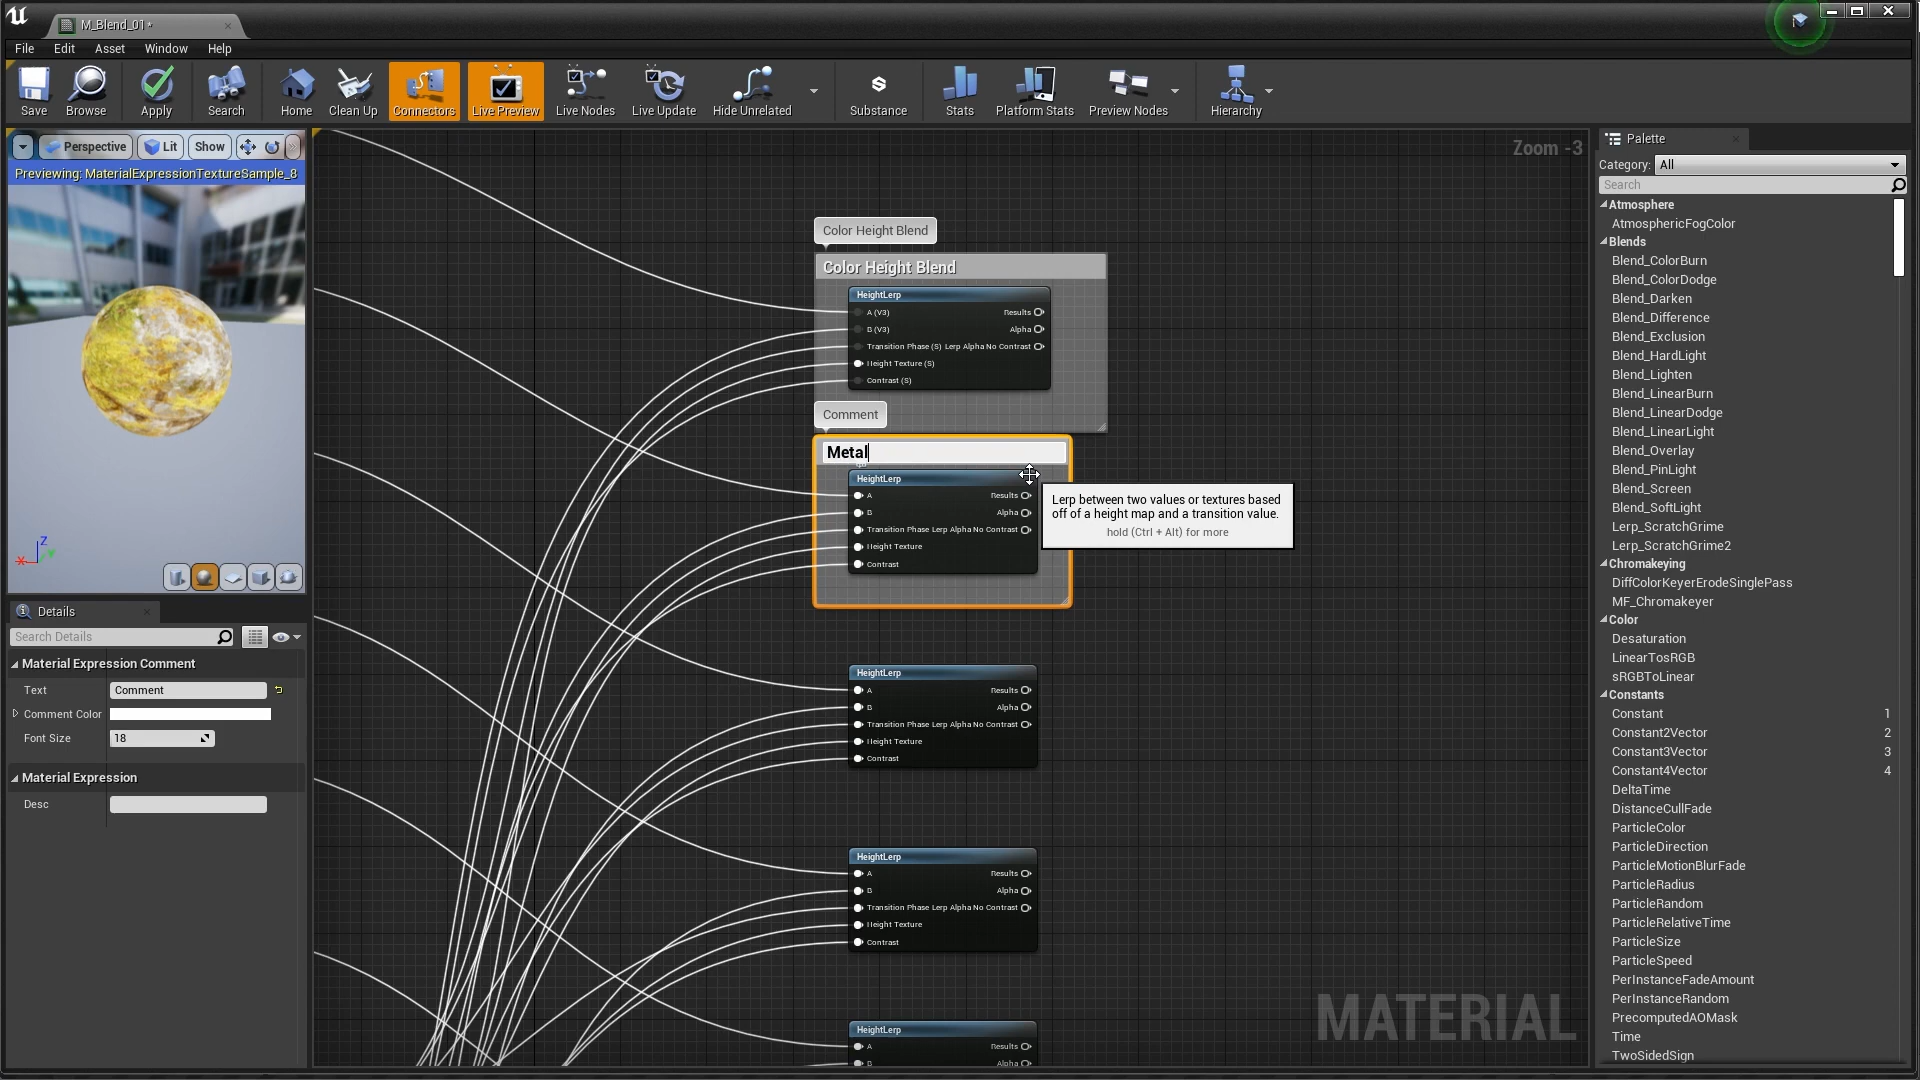 M_Blend_01*
File Edit Asset Window Help
Save Browse Apply Search Home Clean Up Connectors Live Preview Live Nodes Live Update Hide Unrelated Substance Stats Platform Stats Preview Nodes Hierarchy
Perspective Lit Show
Previewing: MaterialExpressionTextureSample_8
Z
X
Y
Details
Search Details
Material Expression Comment
Text Comment
Comment Color
Font Size 18
Material Expression
Desc
Zoom -3
Color Height Blend
Color Height Blend
HeightLerp
A (V3) Results
B (V3) Alpha
Transition Phase (S) Lerp Alpha No Contrast
Height Texture (S)
Contrast (S)
Comment
Metal
HeightLerp
A Results
B Alpha
Transition Phase Lerp Alpha No Contrast
Height Texture
Contrast
Lerp between two values or textures based
off of a height map and a transition value.
hold (Ctrl + Alt) for more
HeightLerp
A Results
B Alpha
Transition Phase Lerp Alpha No Contrast
Height Texture
Contrast
HeightLerp
A Results
B Alpha
Transition Phase Lerp Alpha No Contrast
Height Texture
Contrast
HeightLerp
A Results
B Alpha
MATERIAL
Palette
Category: All
Search
Atmosphere
AtmosphericFogColor
Blends
Blend_ColorBurn
Blend_ColorDodge
Blend_Darken
Blend_Difference
Blend_Exclusion
Blend_HardLight
Blend_Lighten
Blend_LinearBurn
Blend_LinearDodge
Blend_LinearLight
Blend_Overlay
Blend_PinLight
Blend_Screen
Blend_SoftLight
Lerp_ScratchGrime
Lerp_ScratchGrime2
Chromakeying
DiffColorKeyerErodeSinglePass
MF_Chromakeyer
Color
Desaturation
LinearTosRGB
sRGBToLinear
Constants
Constant 1
Constant2Vector 2
Constant3Vector 3
Constant4Vector 4
DeltaTime
DistanceCullFade
ParticleColor
ParticleDirection
ParticleMotionBlurFade
ParticleRadius
ParticleRandom
ParticleRelativeTime
ParticleSize
ParticleSpeed
PerInstanceFadeAmount
PerInstanceRandom
PrecomputedAOMask
Time
TwoSidedSign